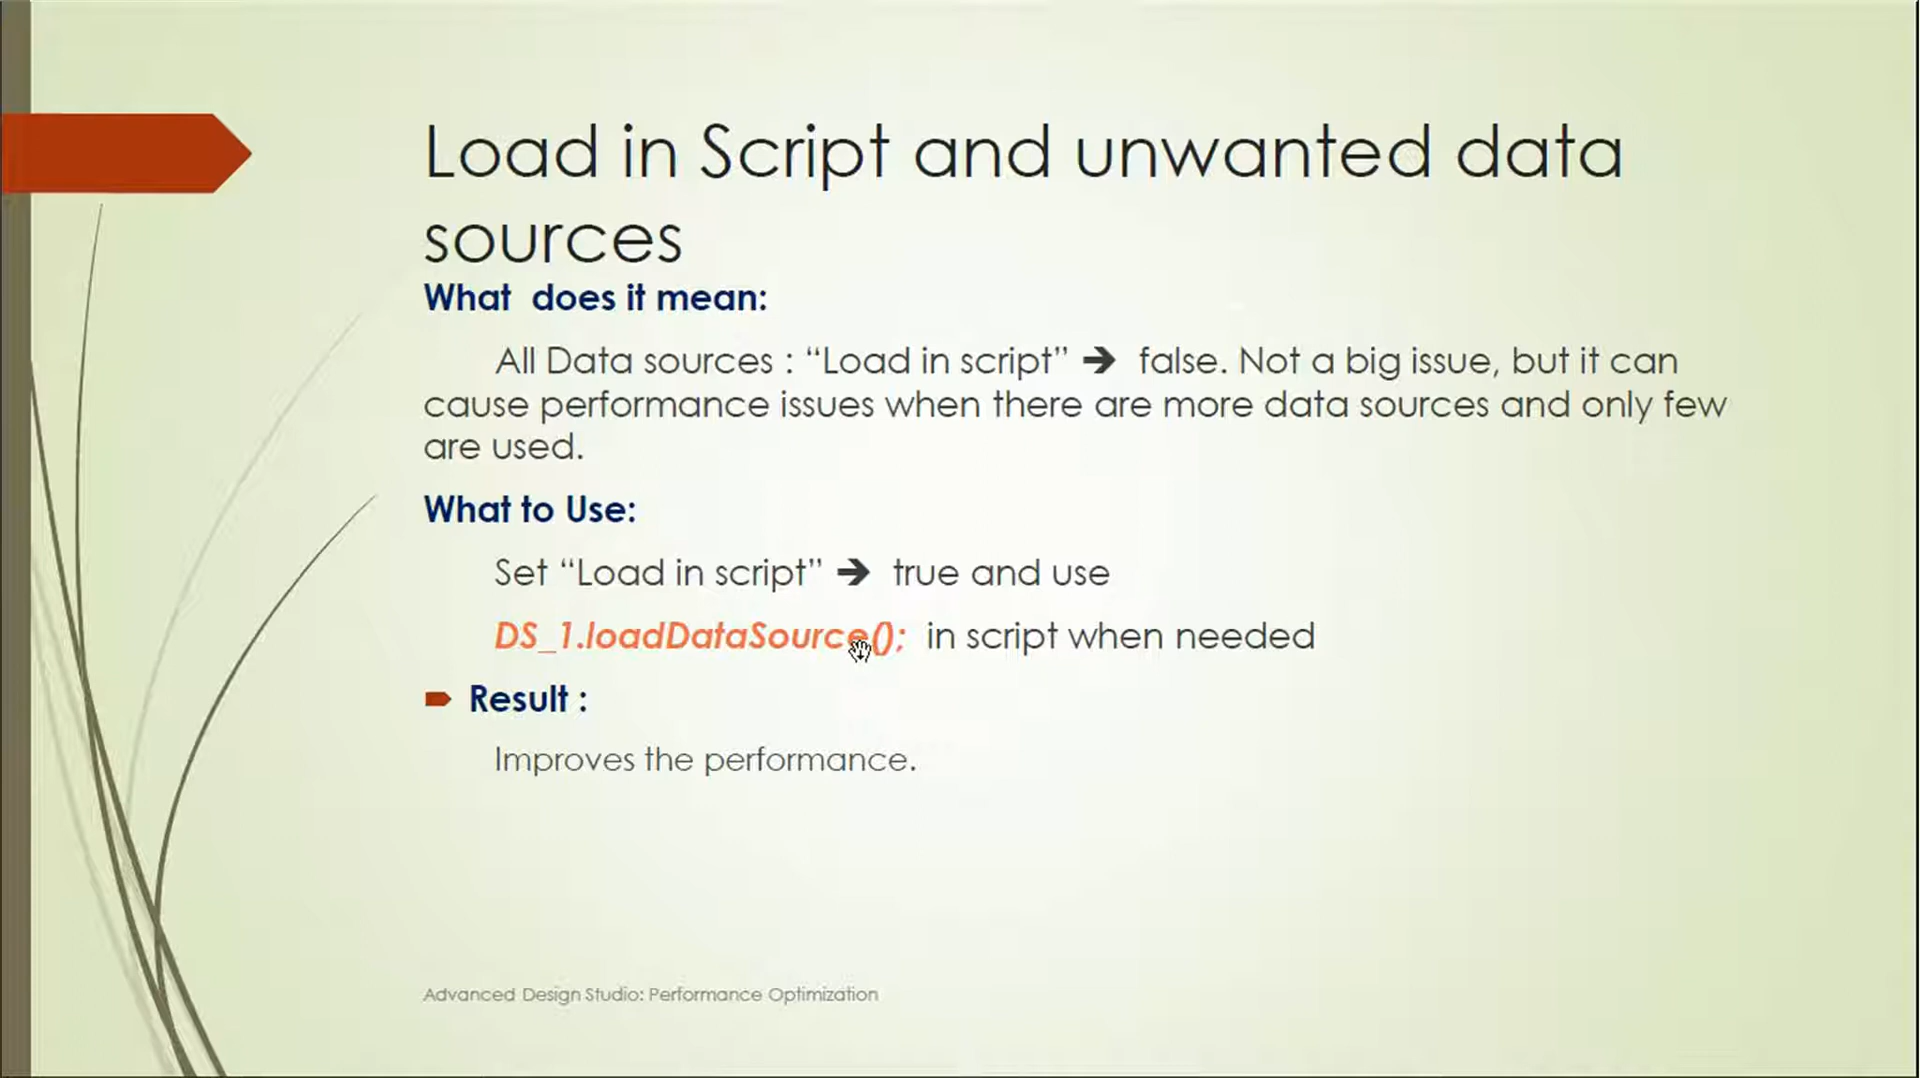 Load in Script and unwanted data
sources
What does it mean:
All Data sources : “Load in script” ➔ false. Not a big issue, but it can
cause performance issues when there are more data sources and only few
are used.
What to Use:
Set “Load in script” ➔ true and use
DS_1.loadDataSource(); in script when needed
Result :
Improves the performance.
Advanced Design Studio: Performance Optimization